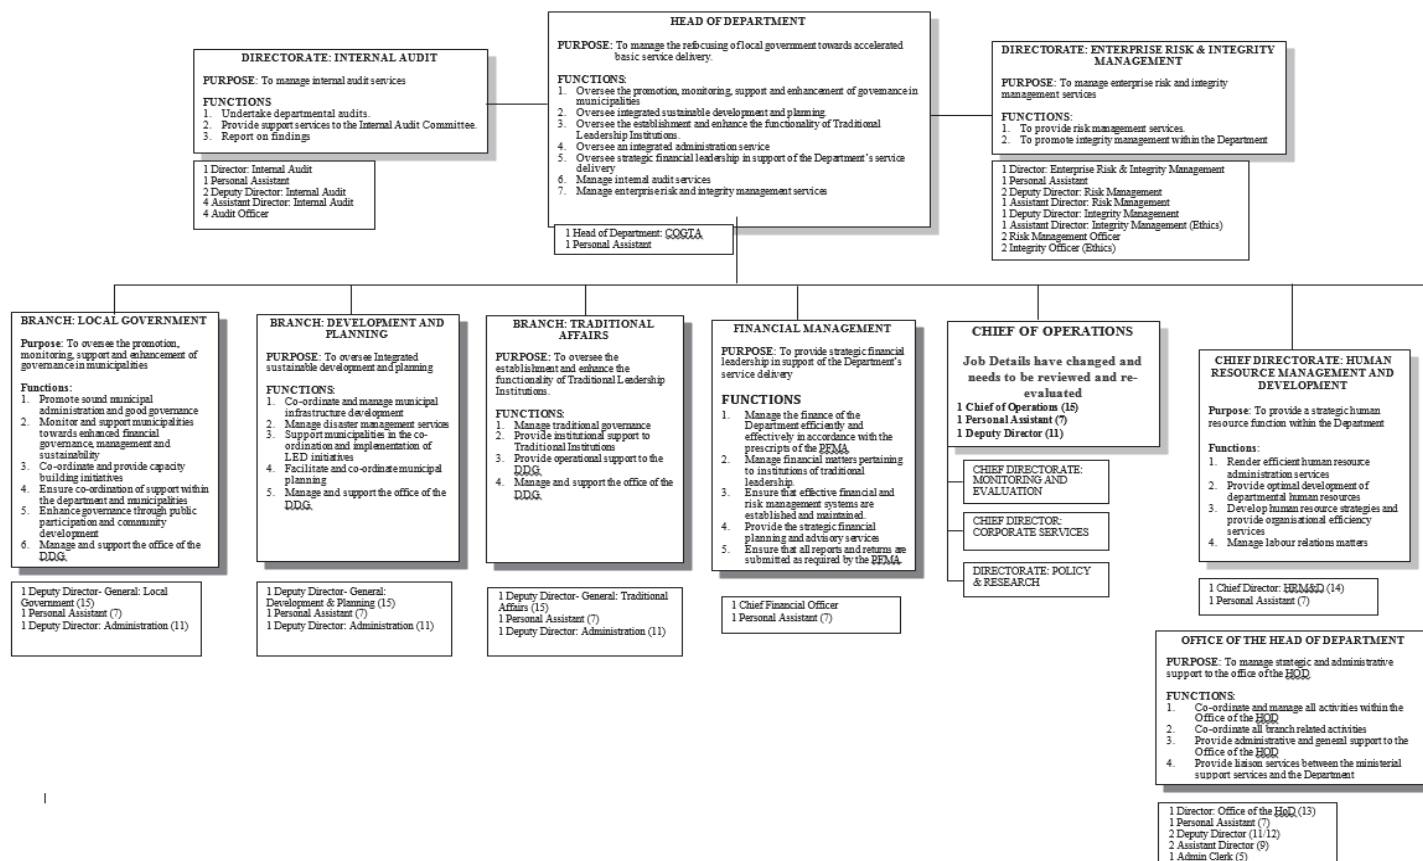 HEAD OF DEPARTMENT
PURPOSE: To manage the refocusing of local government towards accelerated
basic service delivery.
FUNCTIONS:
1. Oversee the promotion, monitoring, support and enhancement of governance in
municipalities
2. Oversee integrated sustainable development and planning
3. Oversee the establishment and enhance the functionality of Traditional
Leadership Institutions.
4. Oversee an integrated administration service
5. Oversee strategic financial leadership in support of the Department's service
delivery
6. Manage internal audit services
7. Manage enterprise risk and integrity management services
1 Head of Department: COGTA
1 Personal Assistant
DIRECTORATE: INTERNAL AUDIT
PURPOSE: To manage internal audit services
FUNCTIONS
1. Undertake departmental audits.
2. Provide support services to the Internal Audit Committee.
3. Report on findings
1 Director: Internal Audit
1 Personal Assistant
2 Deputy Director: Internal Audit
4 Assistant Director: Internal Audit
4 Audit Officer
DIRECTORATE: ENTERPRISE RISK & INTEGRITY
MANAGEMENT
PURPOSE: To manage enterprise risk and integrity
management services
FUNCTIONS:
1. To provide risk management services.
2. To promote integrity management within the Department
1 Director: Enterprise Risk & Integrity Management
1 Personal Assistant
2 Deputy Director: Risk Management
1 Assistant Director: Risk Management
1 Deputy Director: Integrity Management
1 Assistant Director: Integrity Management (Ethics)
2 Risk Management Officer
2 Integrity Officer (Ethics)
BRANCH: LOCAL GOVERNMENT
Purpose: To oversee the promotion,
monitoring, support and enhancement of
governance in municipalities
Functions:
1. Promote sound municipal
administration and good governance
2. Monitor and support municipalities
towards enhanced financial
governance, management and
sustainability
3. Co-ordinate and provide capacity
building initiatives
4. Ensure co-ordination of support within
the department and municipalities
5. Enhance governance through public
participation and community
development
6. Manage and support the office of the
DDG.
1 Deputy Director- General: Local
Government (15)
1 Personal Assistant (7)
1 Deputy Director: Administration (11)
BRANCH: DEVELOPMENT AND
PLANNING
PURPOSE: To oversee Integrated
sustainable development and planning
FUNCTIONS:
1. Co-ordinate and manage municipal
infrastructure development
2. Manage disaster management services
3. Support municipalities in the co-
ordination and implementation of
LED initiatives
4. Facilitate and co-ordinate municipal
planning
5. Manage and support the office of the
DDG.
1 Deputy Director- General:
Development & Planning (15)
1 Personal Assistant (7)
1 Deputy Director: Administration (11)
BRANCH: TRADITIONAL
AFFAIRS
PURPOSE: To oversee the
establishment and enhance the
functionality of Traditional Leadership
Institutions.
FUNCTIONS:
1. Manage traditional governance
2. Provide institutional support to
Traditional Institutions
3. Provide operational support to the
DDG.
4. Manage and support the office of the
DDG.
1 Deputy Director- General: Traditional
Affairs (15)
1 Personal Assistant (7)
1 Deputy Director: Administration (11)
FINANCIAL MANAGEMENT
PURPOSE: To provide strategic financial
leadership in support of the Department's
service delivery
FUNCTIONS
1. Manage the finance of the
Department efficiently and
effectively in accordance with the
prescripts of the PFMA
2. Manage financial matters pertaining
to institutions of traditional
leadership.
3. Ensure that effective financial and
risk management systems are
established and maintained.
4. Provide the strategic financial
planning and advisory services
5. Ensure that all reports and returns are
submitted as required by the PFMA
1 Chief Financial Officer
1 Personal Assistant (7)
CHIEF OF OPERATIONS
Job Details have changed and
needs to be reviewed and re-
evaluated
1 Chief of Operations (15)
1 Personal Assistant (7)
1 Deputy Director (11)
CHIEF DIRECTORATE:
MONITORING AND
EVALUATION
CHIEF DIRECTOR:
CORPORATE SERVICES
DIRECTORATE: POLICY
& RESEARCH
CHIEF DIRECTORATE: HUMAN
RESOURCE MANAGEMENT AND
DEVELOPMENT
Purpose: To provide a strategic human
resource function within the Department
Functions:
1. Render efficient human resource
administration services
2. Provide optimal development of
departmental human resources
3. Develop human resource strategies and
provide organisational efficiency
services
4. Manage labour relations matters
1 Chief Director: HRM&D (14)
1 Personal Assistant (7)
OFFICE OF THE HEAD OF DEPARTMENT
PURPOSE: To manage strategic and administrative
support to the office of the HOD
FUNCTIONS:
1. Co-ordinate and manage all activities within the
Office of the HOD
2. Co-ordinate all branch related activities
3. Provide administrative and general support to the
Office of the HOD
4. Provide liaison services between the ministerial
support services and the Department
1 Director: Office of the HoD (13)
1 Personal Assistant (7)
2 Deputy Director (11/12)
2 Assistant Director (9)
1 Admin Clerk (5)